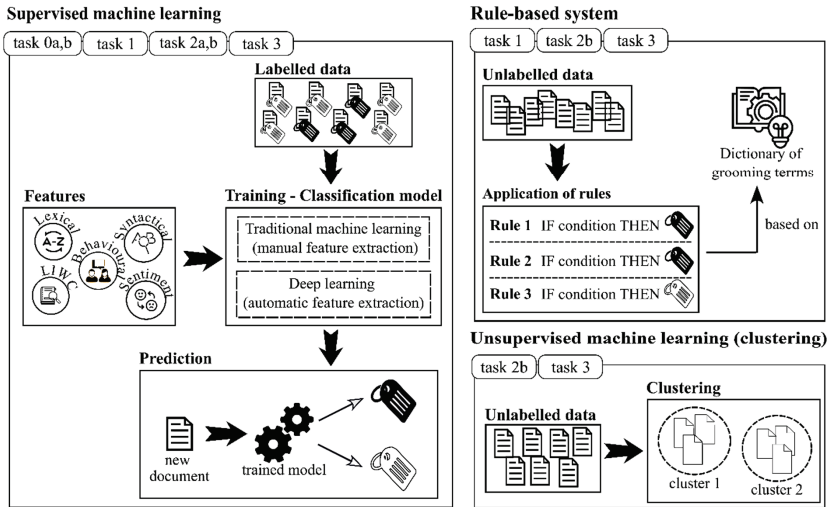 Supervised machine learning
task 0a,b
task 1
task 2a,b
task 3
Labelled data
Features
Lexical
A-Z
Syntactical
Behavioural
LIWC
Sentiment
Training - Classification model
Traditional machine learning
(manual feature extraction)
Deep learning
(automatic feature extraction)
Prediction
new
document
trained model
Rule-based system
task 1
task 2b
task 3
Unlabelled data
Dictionary of
grooming terms
Application of rules
Rule 1 IF condition THEN
Rule 2 IF condition THEN
Rule 3 IF condition THEN
based on
Unsupervised machine learning (clustering)
task 2b
task 3
Unlabelled data
Clustering
cluster 1
cluster 2